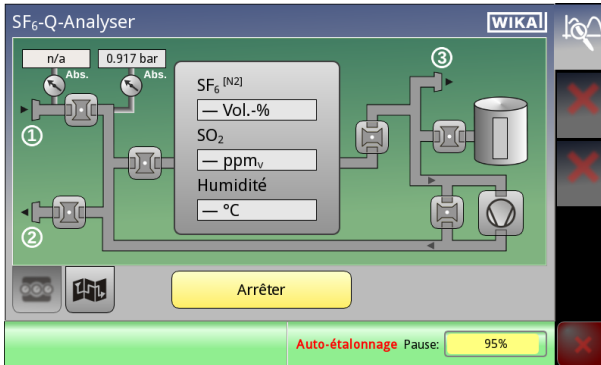 SF₆-Q-Analyser
WIKA
n/a
0.917 bar
Abs.
Abs.
①
②
③
SF₆ [N2]
— Vol.-%
SO₂
— ppmᵥ
Humidité
— °C
Arrêter
Auto-étalonnage Pause: 95%